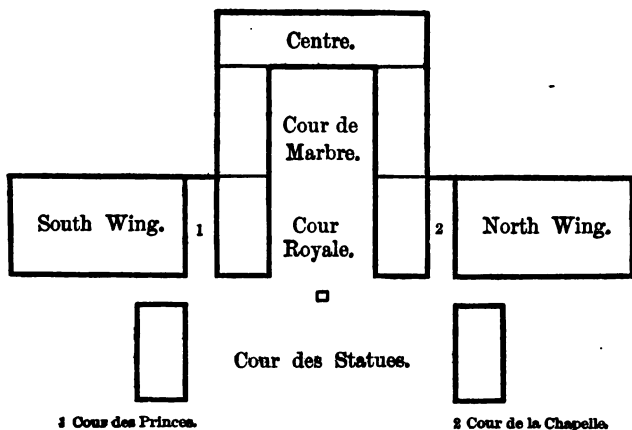 Centre.
Cour de
Marbre.
South Wing.
1
Cour
Royale.
2
North Wing.
Cour des Statues.
1 Cour des Princes.
2 Cour de la Chapelle.